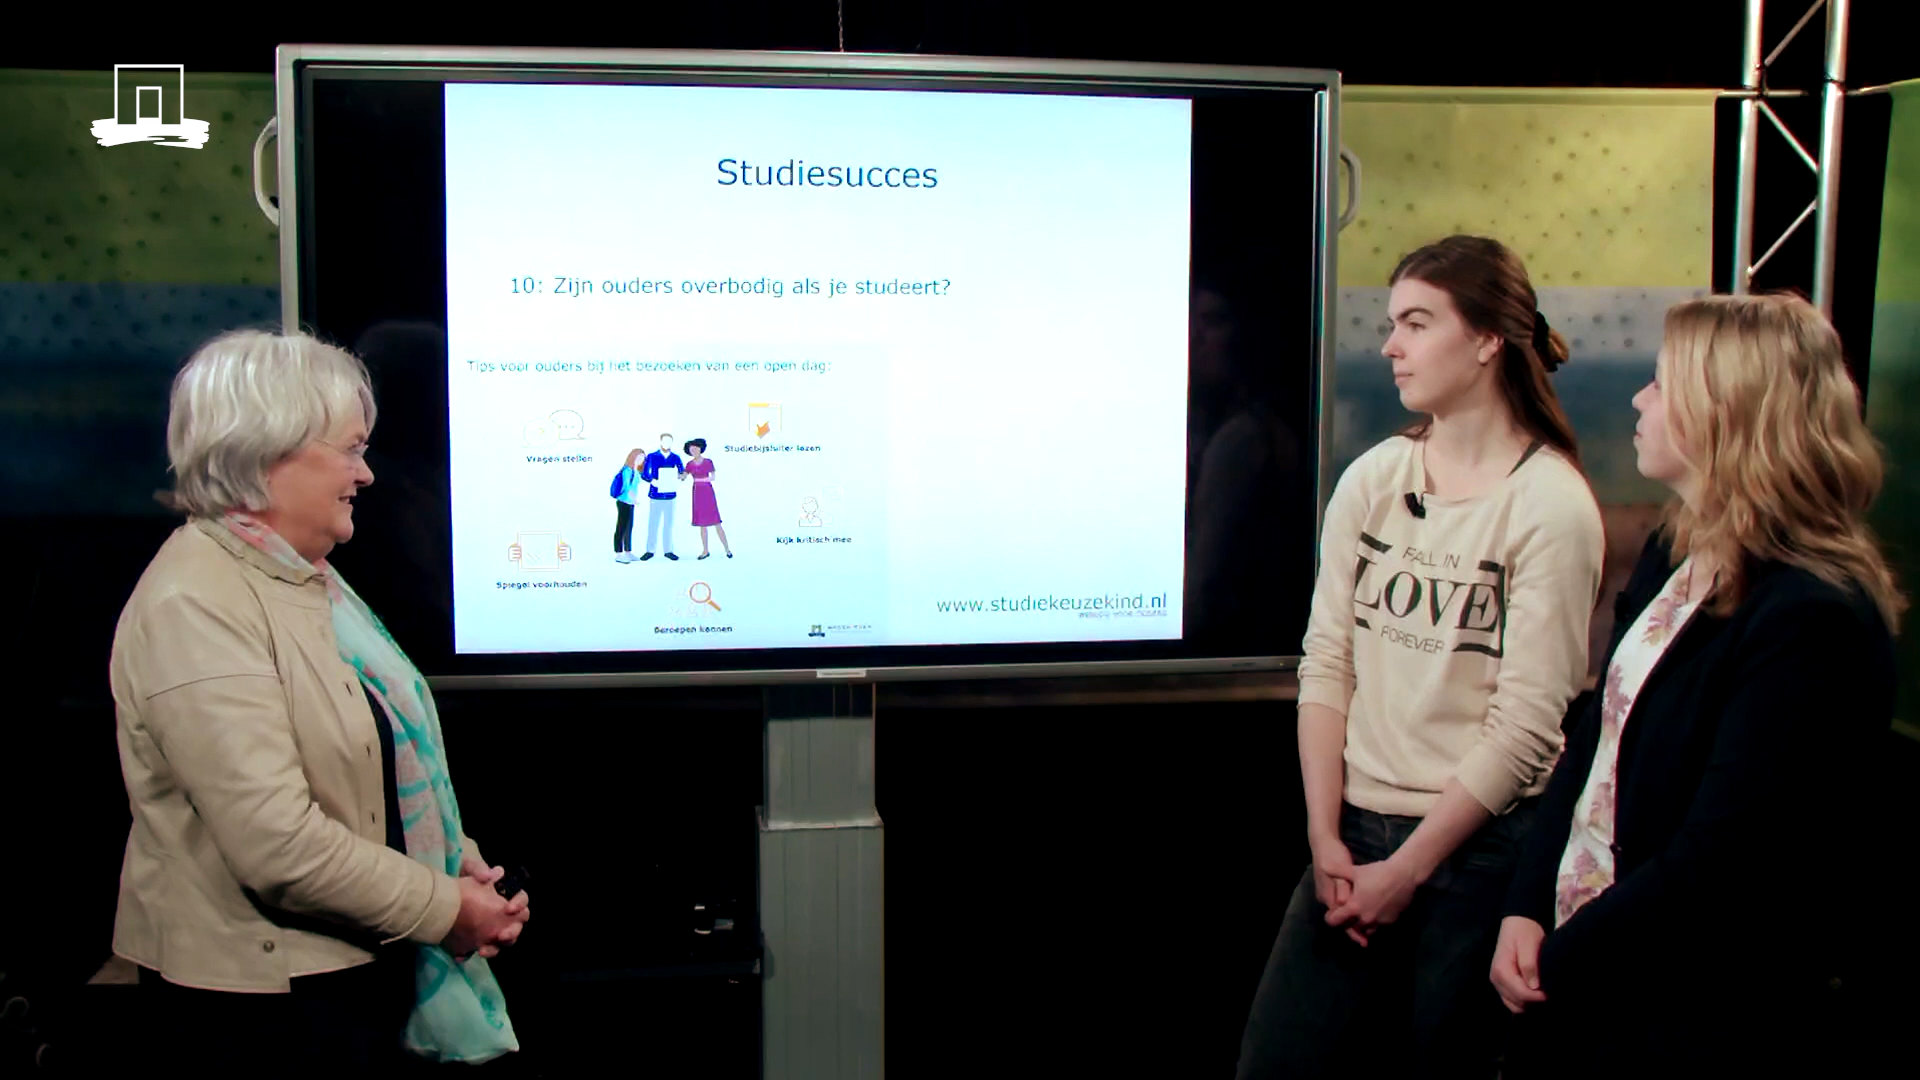 Studiesucces
10: Zijn ouders overbodig als je studeert?
Tips voor ouders bij het bezoeken van een open dag:
Vragen stellen
Studiebijsluiter lezen
Kijk kritisch mee
Spiegel voorhouden
Beroepen kennen
www.studiekeuzekind.nl
FALL IN
LOVE
FOREVER